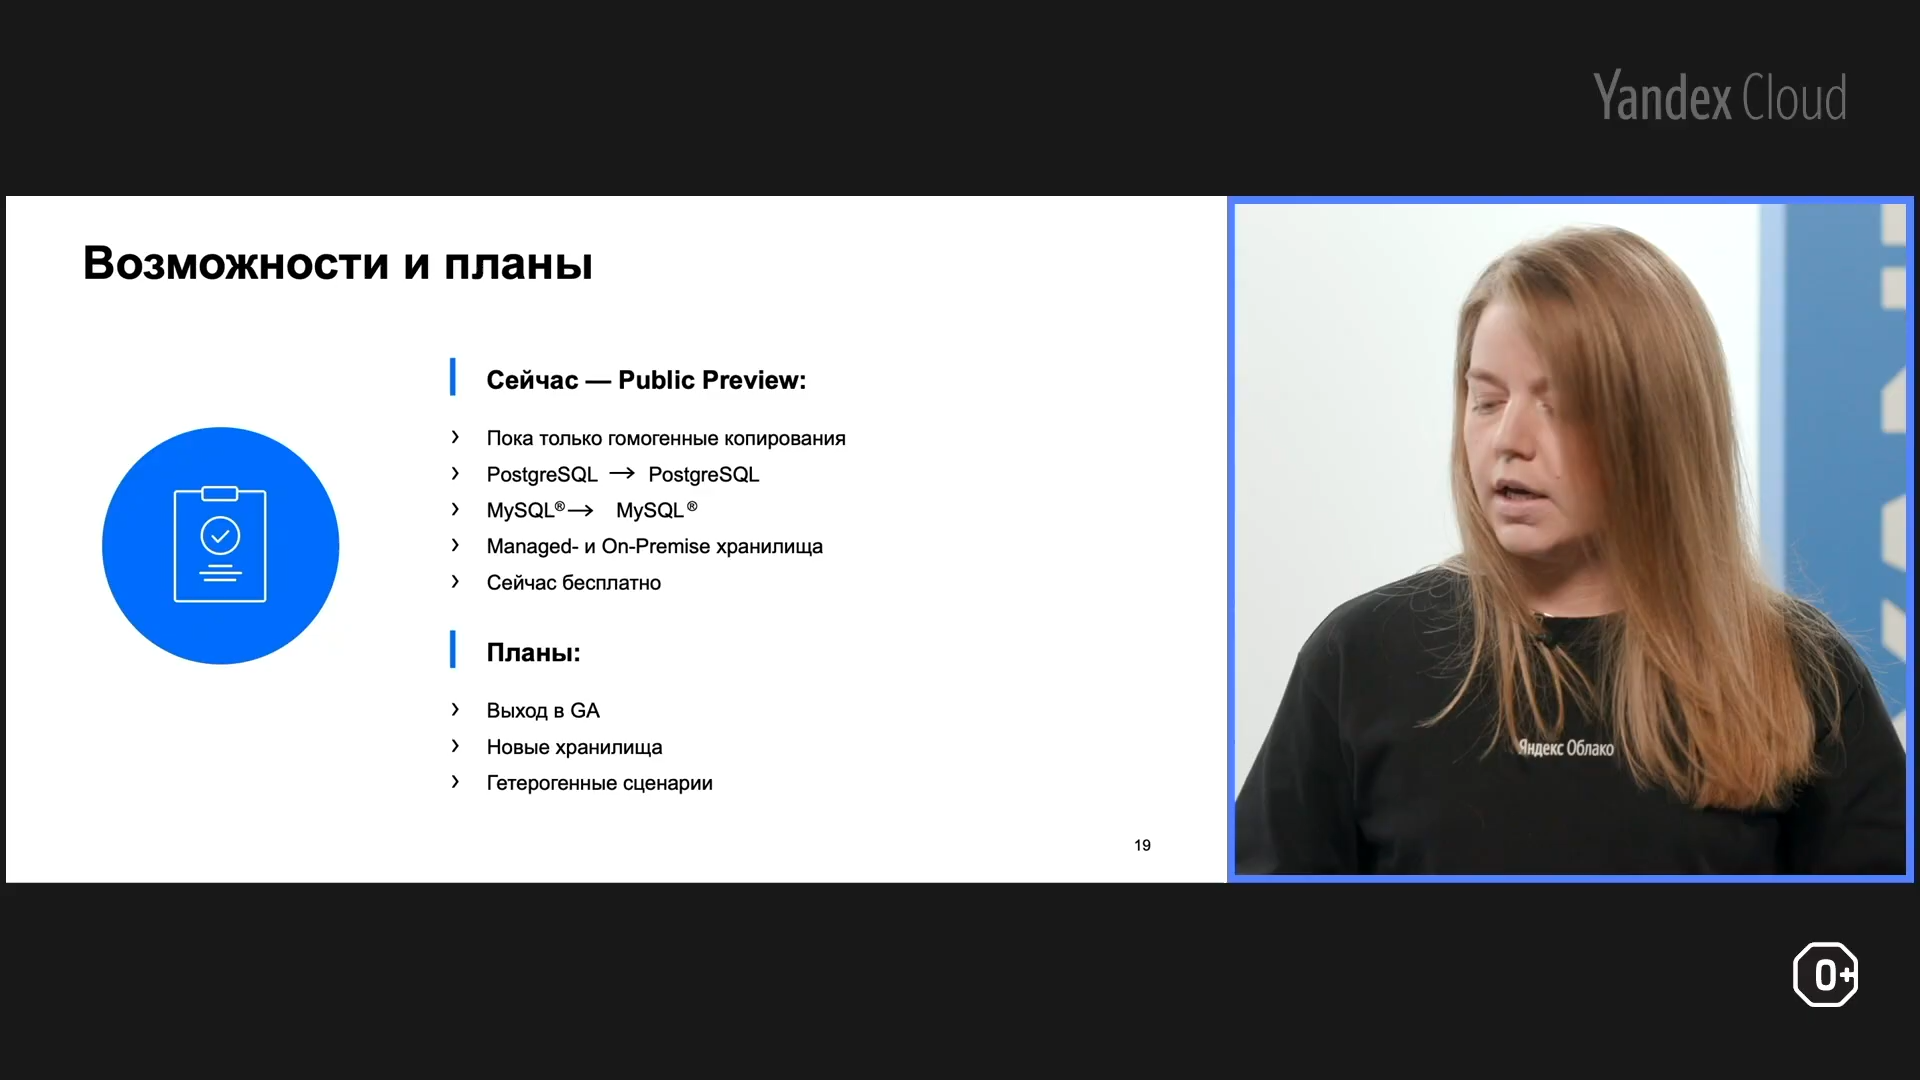 Yandex Cloud
Возможности и планы
Сейчас — Public Preview:
› Пока только гомогенные копирования
› PostgreSQL → PostgreSQL
› MySQL® → MySQL®
› Managed- и On-Premise хранилища
› Сейчас бесплатно
Планы:
› Выход в GA
› Новые хранилища
› Гетерогенные сценарии
19
Яндекс Облако
0+